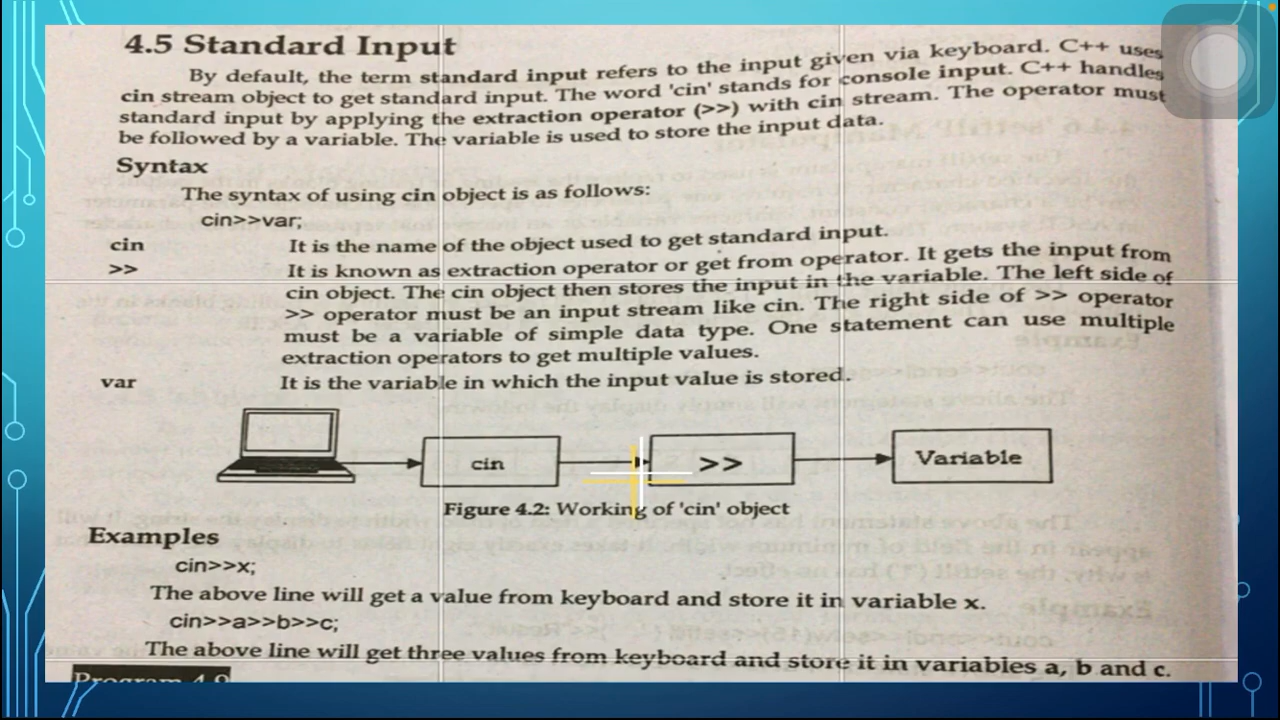 4.5 Standard Input
By default, the term standard input refers to the input given via keyboard. C++ uses
cin stream object to get standard input. The word 'cin' stands for console input. C++ handles
standard input by applying the extraction operator (>>) with cin stream. The operator must
be followed by a variable. The variable is used to store the input data.
Syntax
The syntax of using cin object is as follows:
cin>>var;
cin It is the name of the object used to get standard input.
>> It is known as extraction operator or get from operator. It gets the input from
cin object. The cin object then stores the input in the variable. The left side of
>> operator must be an input stream like cin. The right side of >> operator
must be a variable of simple data type. One statement can use multiple
extraction operators to get multiple values.
var It is the variable in which the input value is stored.
cin >> Variable
Figure 4.2: Working of 'cin' object
Examples
cin>>x;
The above line will get a value from keyboard and store it in variable x.
cin>>a>>b>>c;
The above line will get three values from keyboard and store it in variables a, b and c.
Program 4.9